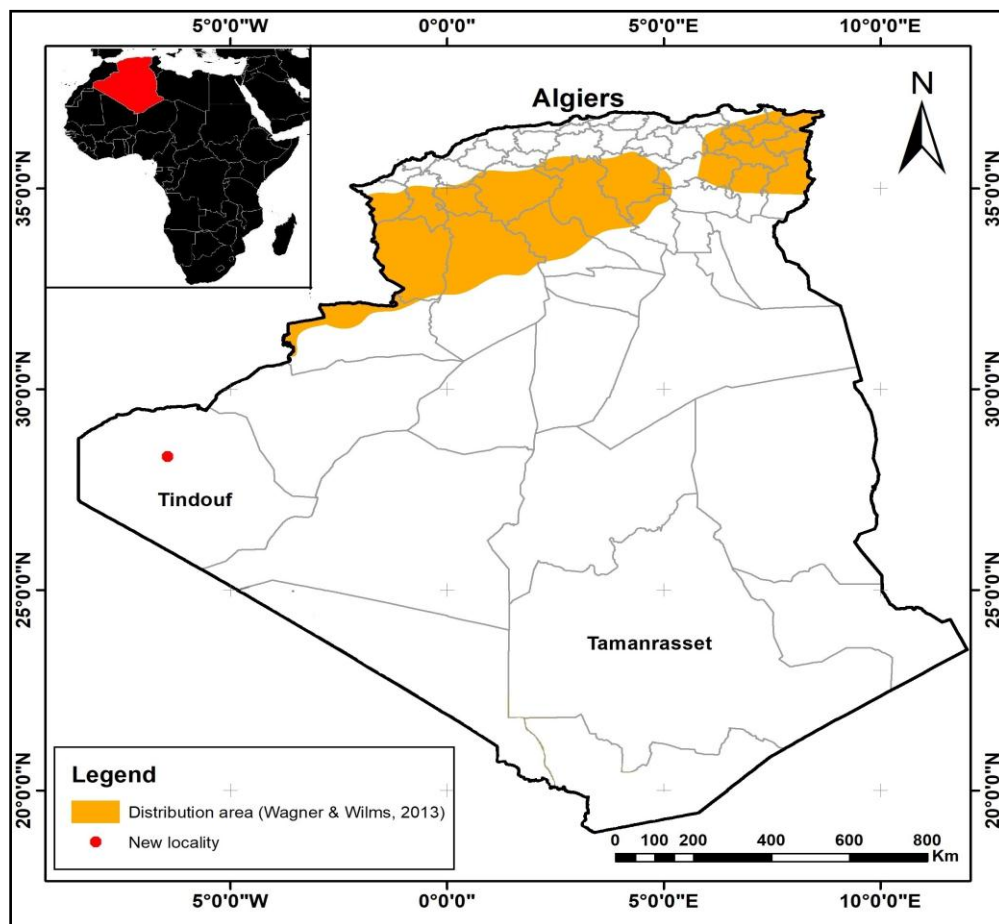 5°0'0"W 0°0'0" 5°0'0"E 10°0'0"E
35°0'0"N
30°0'0"N
25°0'0"N
20°0'0"N
N
Algiers
Tindouf
Tamanrasset
Legend
Distribution area (Wagner & Wilms, 2013)
New locality
0 100 200 400 600 800
Km
35°0'0"N
30°0'0"N
25°0'0"N
20°0'0"N
5°0'0"W 0°0'0" 5°0'0"E 10°0'0"E